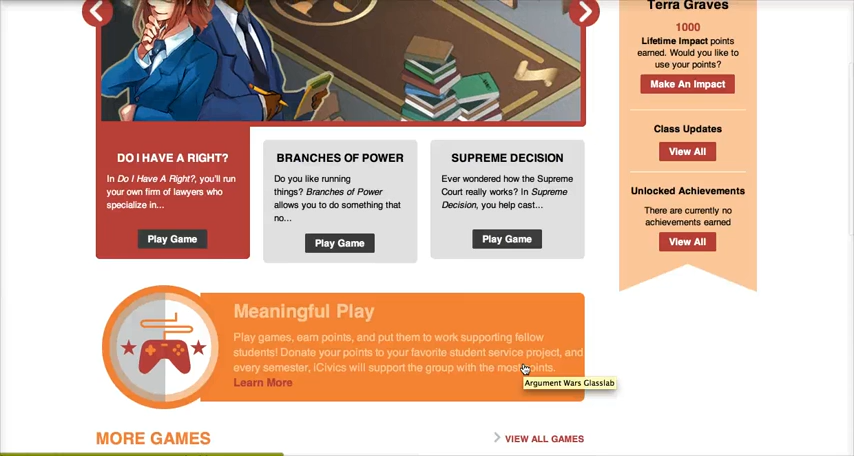 Terra Graves
1000
Lifetime Impact points
earned. Would you like to
use your points?
Make An Impact
Class Updates
View All
Unlocked Achievements
There are currently no
achievements earned
View All
DO I HAVE A RIGHT?
In Do I Have A Right?, you'll run
your own firm of lawyers who
specialize in...
Play Game
BRANCHES OF POWER
Do you like running
things? Branches of Power
allows you to do something that
no...
Play Game
SUPREME DECISION
Ever wondered how the Supreme
Court really works? In Supreme
Decision, you help cast...
Play Game
Meaningful Play
Play games, earn points, and put them to work supporting fellow
students! Donate your points to your favorite student service project, and
every semester, iCivics will support the group with the most points.
Learn More
Argument Wars Glasslab
MORE GAMES
VIEW ALL GAMES